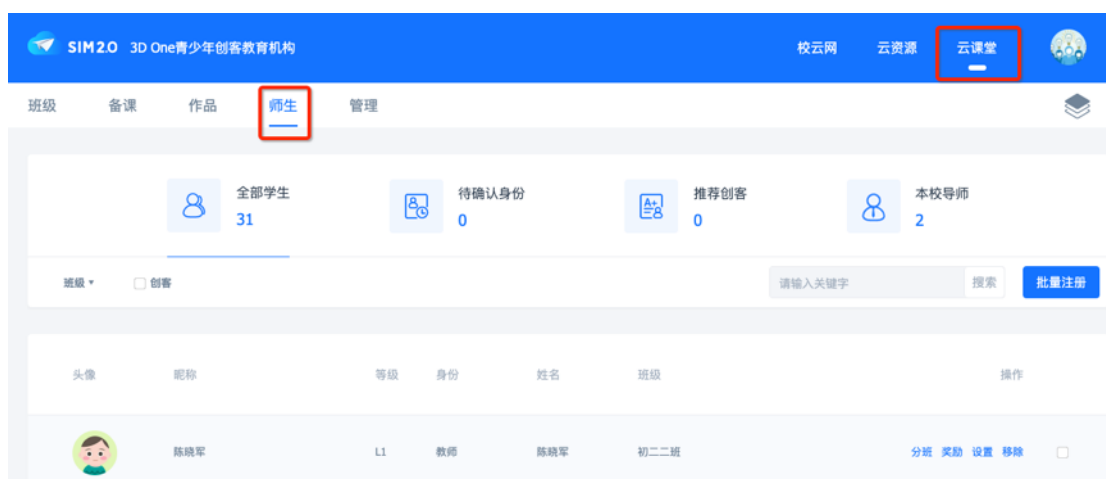 SIM2.0 3D One青少年创客教育机构 校云网 云资源 云课堂
班级 备课 作品 师生 管理
全部学生 待确认身份 推荐创客 本校导师
31 0 0 2
班级 创客 请输入关键字 搜索 批量注册
头像 昵称 等级 身份 姓名 班级 操作
陈晓军 L1 教师 陈晓军 初二二班 分班 奖励 设置 移除